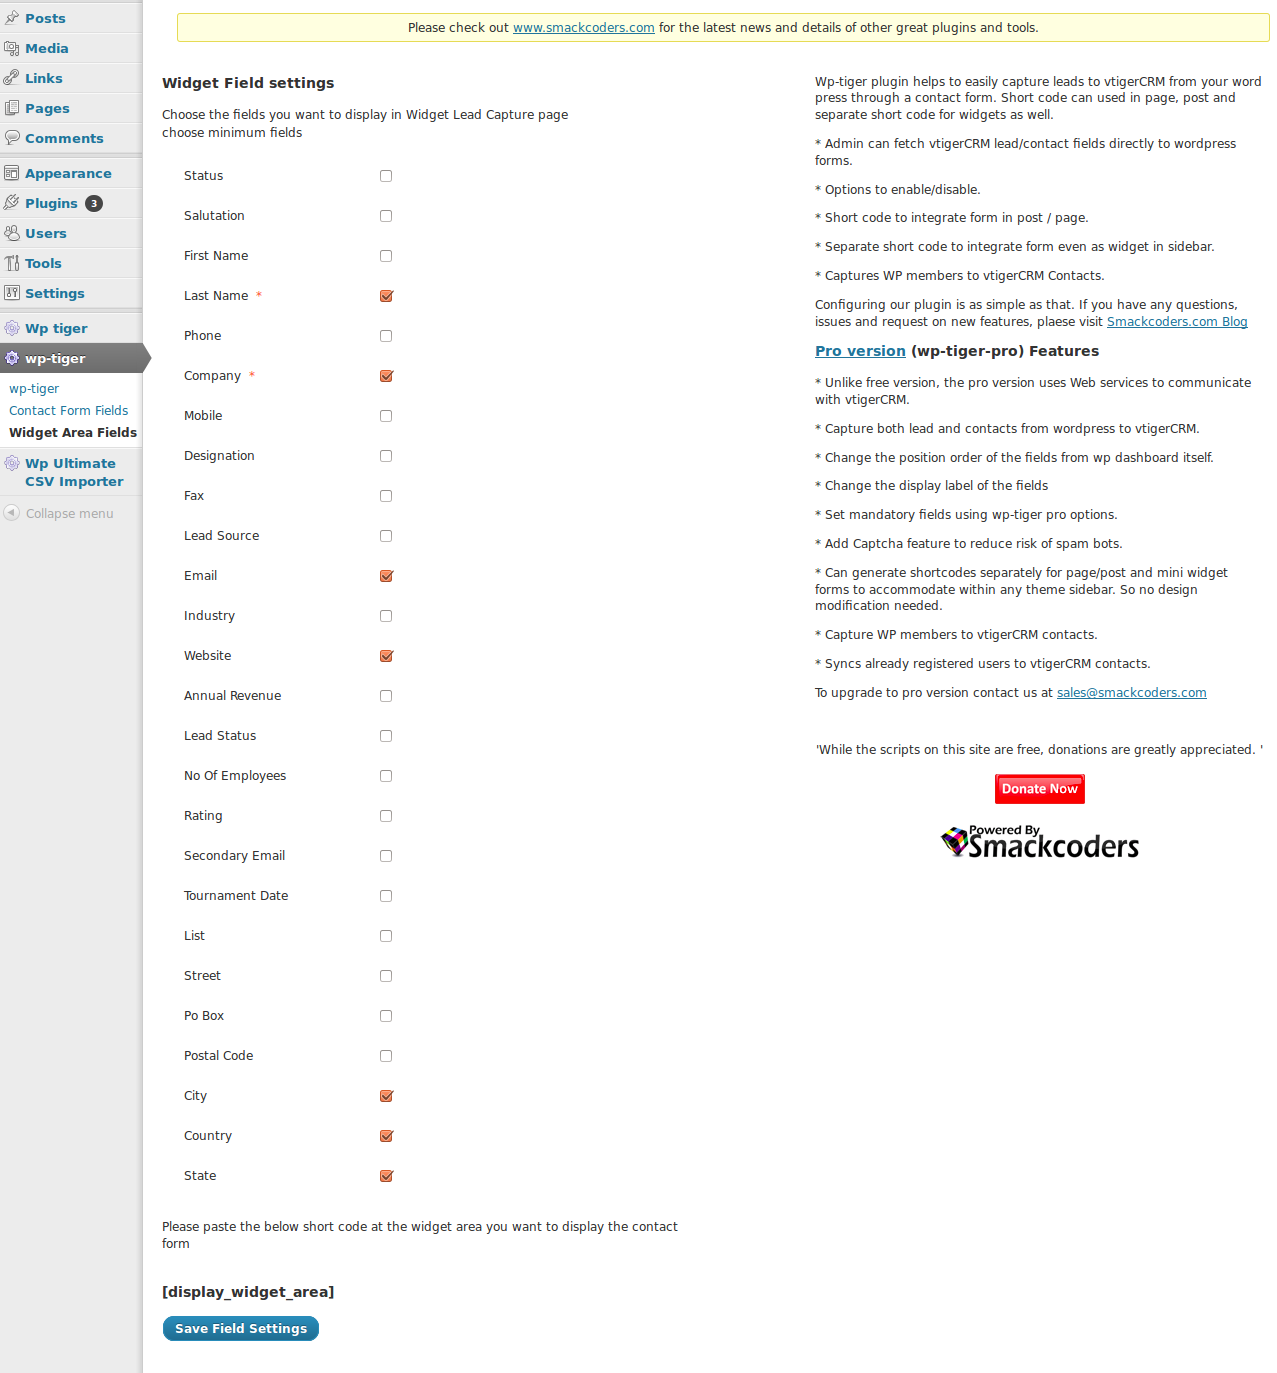 Posts
Media
Links
Pages
Comments
Appearance
Plugins 3
Users
Tools
Settings
Wp tiger
wp-tiger
wp-tiger
Contact Form Fields
Widget Area Fields
Wp Ultimate
CSV Importer
Collapse menu
Please check out www.smackcoders.com for the latest news and details of other great plugins and tools.
Widget Field settings
Choose the fields you want to display in Widget Lead Capture page
choose minimum fields
Status
Salutation
First Name
Last Name *
Phone
Company *
Mobile
Designation
Fax
Lead Source
Email
Industry
Website
Annual Revenue
Lead Status
No Of Employees
Rating
Secondary Email
Tournament Date
List
Street
Po Box
Postal Code
City
Country
State
Please paste the below short code at the widget area you want to display the contact
form
[display_widget_area]
Save Field Settings
Wp-tiger plugin helps to easily capture leads to vtigerCRM from your word
press through a contact form. Short code can used in page, post and
separate short code for widgets as well.
* Admin can fetch vtigerCRM lead/contact fields directly to wordpress
forms.
* Options to enable/disable.
* Short code to integrate form in post / page.
* Separate short code to integrate form even as widget in sidebar.
* Captures WP members to vtigerCRM Contacts.
Configuring our plugin is as simple as that. If you have any questions,
issues and request on new features, plaese visit Smackcoders.com Blog
Pro version (wp-tiger-pro) Features
* Unlike free version, the pro version uses Web services to communicate
with vtigerCRM.
* Capture both lead and contacts from wordpress to vtigerCRM.
* Change the position order of the fields from wp dashboard itself.
* Change the display label of the fields
* Set mandatory fields using wp-tiger pro options.
* Add Captcha feature to reduce risk of spam bots.
* Can generate shortcodes separately for page/post and mini widget
forms to accommodate within any theme sidebar. So no design
modification needed.
* Capture WP members to vtigerCRM contacts.
* Syncs already registered users to vtigerCRM contacts.
To upgrade to pro version contact us at sales@smackcoders.com
'While the scripts on this site are free, donations are greatly appreciated. '
Donate Now
Powered By
Smackcoders